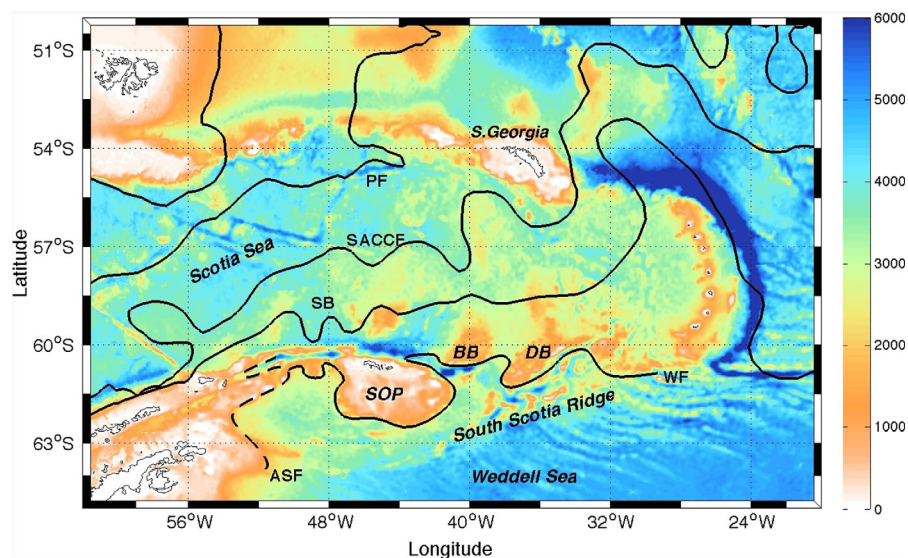 6000
51°S
5000
S.Georgia
54°S
PF
4000
SACCF
57°S
Scotia Sea
3000
SB
60°S
BB
DB
2000
WF
SOP
South Scotia Ridge
63°S
1000
ASF
Weddell Sea
0
56°W
48°W
40°W
32°W
24°W
Latitude
Longitude